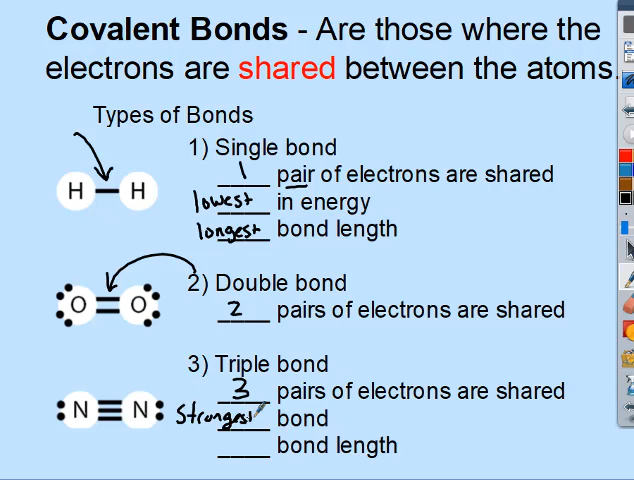 Covalent Bonds - Are those where the
electrons are shared between the atoms.
Types of Bonds
1) Single bond
1 pair of electrons are shared
lowest in energy
longest bond length
H H
2) Double bond
2 pairs of electrons are shared
O O
3) Triple bond
3 pairs of electrons are shared
Strongest bond
____ bond length
N N